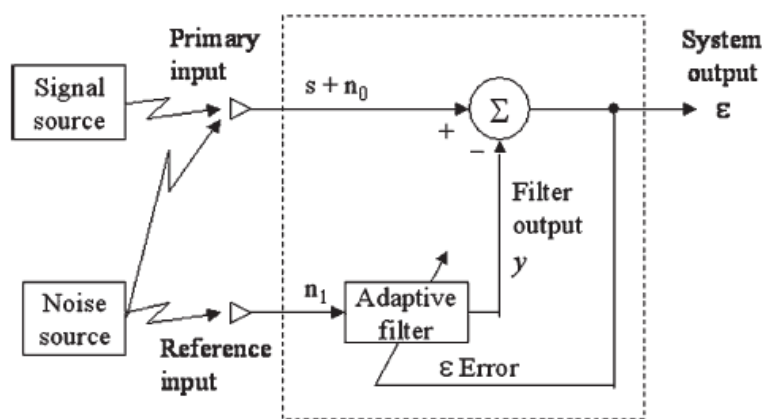 Primary
input
System
output
Signal
source
s + n0
Σ
ε
+
−
Filter
output
y
Noise
source
n1
Adaptive
filter
Reference
input
ε Error